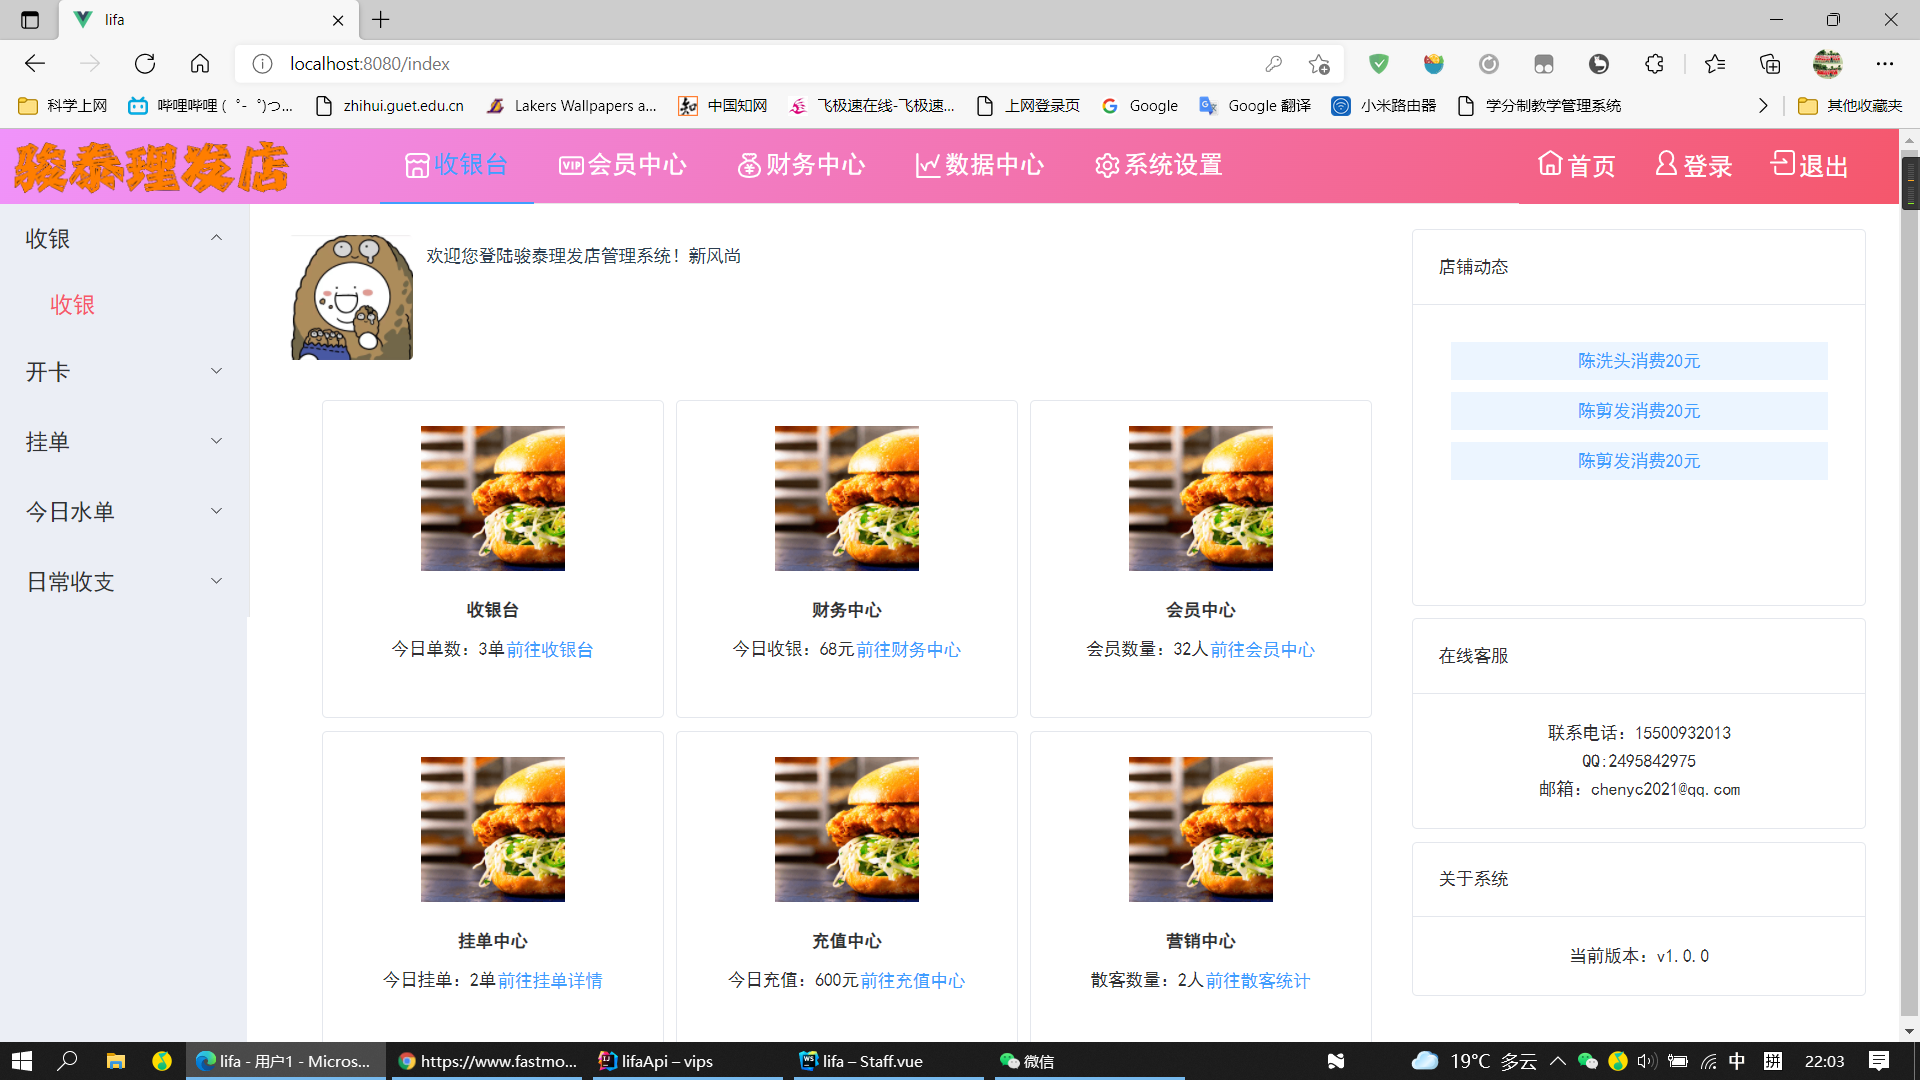 lifa
localhost:8080/index
科学上网
哔哩哔哩 (゜-゜)つ...
zhihui.guet.edu.cn
Lakers Wallpapers a...
中国知网
飞极速在线-飞极速...
上网登录页
Google
Google 翻译
小米路由器
学分制教学管理系统
其他收藏夹
骏泰理发店
收银台
VIP 会员中心
财务中心
数据中心
系统设置
首页
登录
退出
收银
收银
开卡
挂单
今日水单
日常收支
欢迎您登陆骏泰理发店管理系统！新风尚
收银台
今日单数：3单前往收银台
财务中心
今日收银：68元前往财务中心
会员中心
会员数量：32人前往会员中心
挂单中心
今日挂单：2单前往挂单详情
充值中心
今日充值：600元前往充值中心
营销中心
散客数量：2人前往散客统计
店铺动态
陈洗头消费20元
陈剪发消费20元
陈剪发消费20元
在线客服
联系电话：15500932013
QQ:2495842975
邮箱：chenyc2021@qq.com
关于系统
当前版本：v1.0.0
lifa - 用户1 - Micros...
https://www.fastmo...
lifaApi – vips
lifa – Staff.vue
微信
19°C 多云
中
拼
22:03